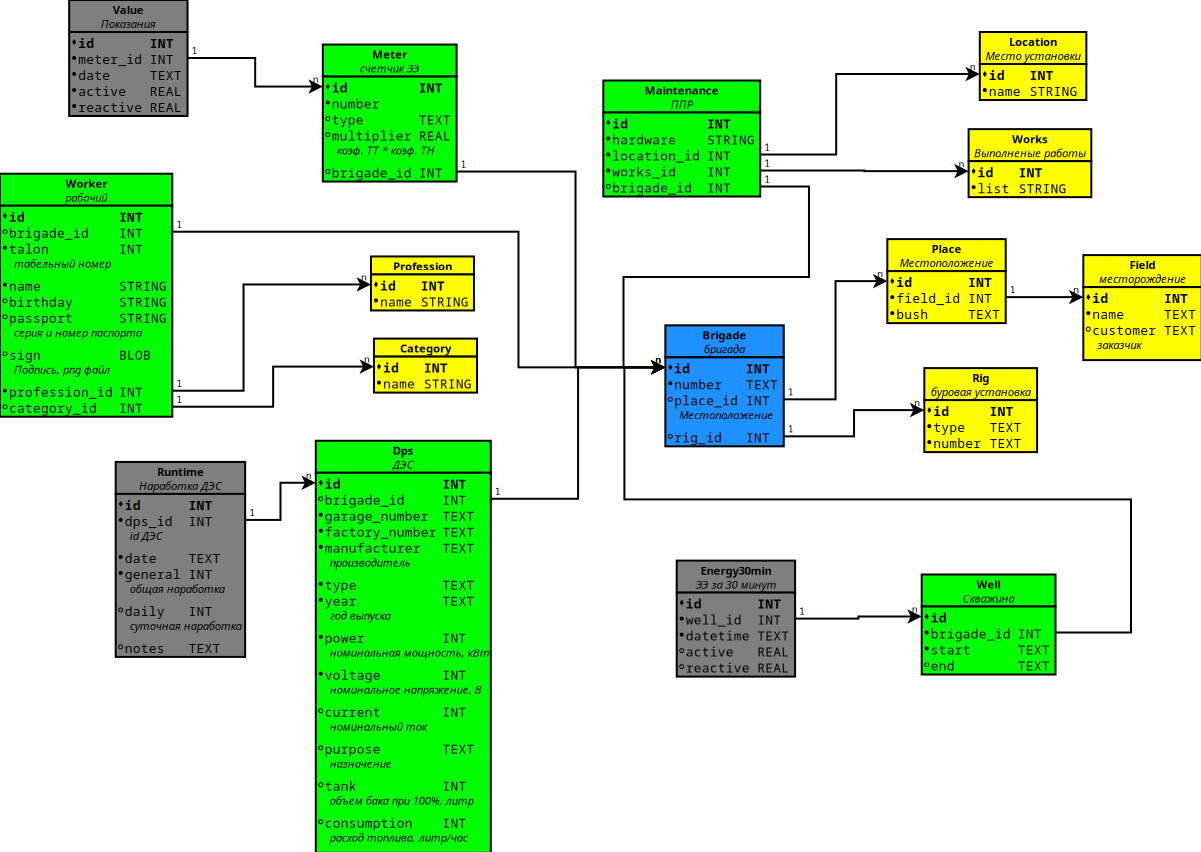 Value
Показания
id INT
meter_id INT
date TEXT
active REAL
reactive REAL
1
n
Meter
счетчик ЭЭ
id INT
number
type TEXT
multiplier REAL
коэф. ТТ * коэф. ТН
brigade_id INT
1
Maintenance
ППР
id INT
hardware STRING
location_id INT
works_id INT
brigade_id INT
1
1
1
n
Location
Место установки
id INT
name STRING
n
Works
Выполненые работы
id INT
list STRING
Worker
рабочий
id INT
brigade_id INT
talon INT
табельный номер
name STRING
birthday STRING
passport STRING
серия и номер паспорта
sign BLOB
Подпись, png файл
profession_id INT
category_id INT
1
1
1
n
Profession
id INT
name STRING
n
Category
id INT
name STRING
n
Brigade
бригада
id INT
number TEXT
place_id INT
Местоположение
rig_id INT
1
1
n
Place
Местоположение
id INT
field_id INT
bush TEXT
1
n
Field
месторождение
id INT
name TEXT
customer TEXT
заказчик
n
Rig
буровая установка
id INT
type TEXT
number TEXT
Runtime
Наработка ДЭС
id INT
dps_id INT
id ДЭС
date TEXT
general INT
общая наработка
daily INT
суточная наработка
notes TEXT
1
n
Dps
ДЭС
id INT
brigade_id INT
garage_number TEXT
factory_number TEXT
manufacturer TEXT
производитель
type TEXT
year TEXT
год выпуска
power INT
номинальная мощность, кВт
voltage INT
номинальное напряжение, В
current INT
номинальный ток
purpose TEXT
назначение
tank INT
объем бака при 100%, литр
consumption INT
расход топлива, литр/час
1
Energy30min
ЭЭ за 30 минут
id INT
well_id INT
datetime TEXT
active REAL
reactive REAL
1
n
Well
Скважина
id
brigade_id INT
start TEXT
end TEXT